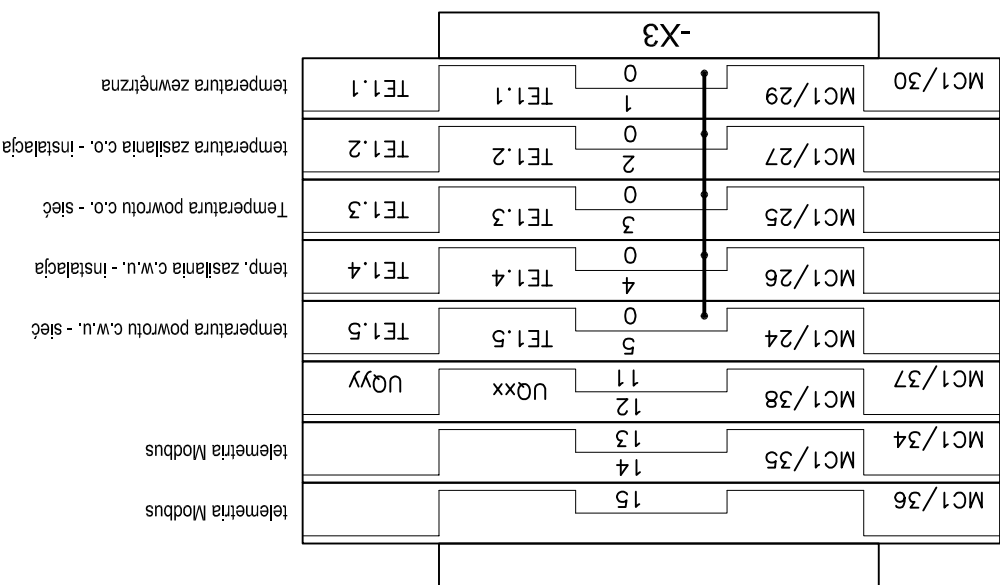 MC1/36 15 telemetria Modbus
MC1/35 14 telemetria Modbus
MC1/34 13
MC1/38 12 UQxx
MC1/37 11 UQyy
MC1/24 5 TE1.5 TE1.5 temperatura powrotu c.w.u. - sieć
0
MC1/26 4 TE1.4 TE1.4 temp. zasilania c.w.u. - instalacja
0
MC1/25 3 TE1.3 TE1.3 Temperatura powrotu c.o. - sieć
0
MC1/27 2 TE1.2 TE1.2 temperatura zasilania c.o. - instalacja
0
MC1/29 1 TE1.1 TE1.1 temperatura zewnętrzna
MC1/30 0
-X3